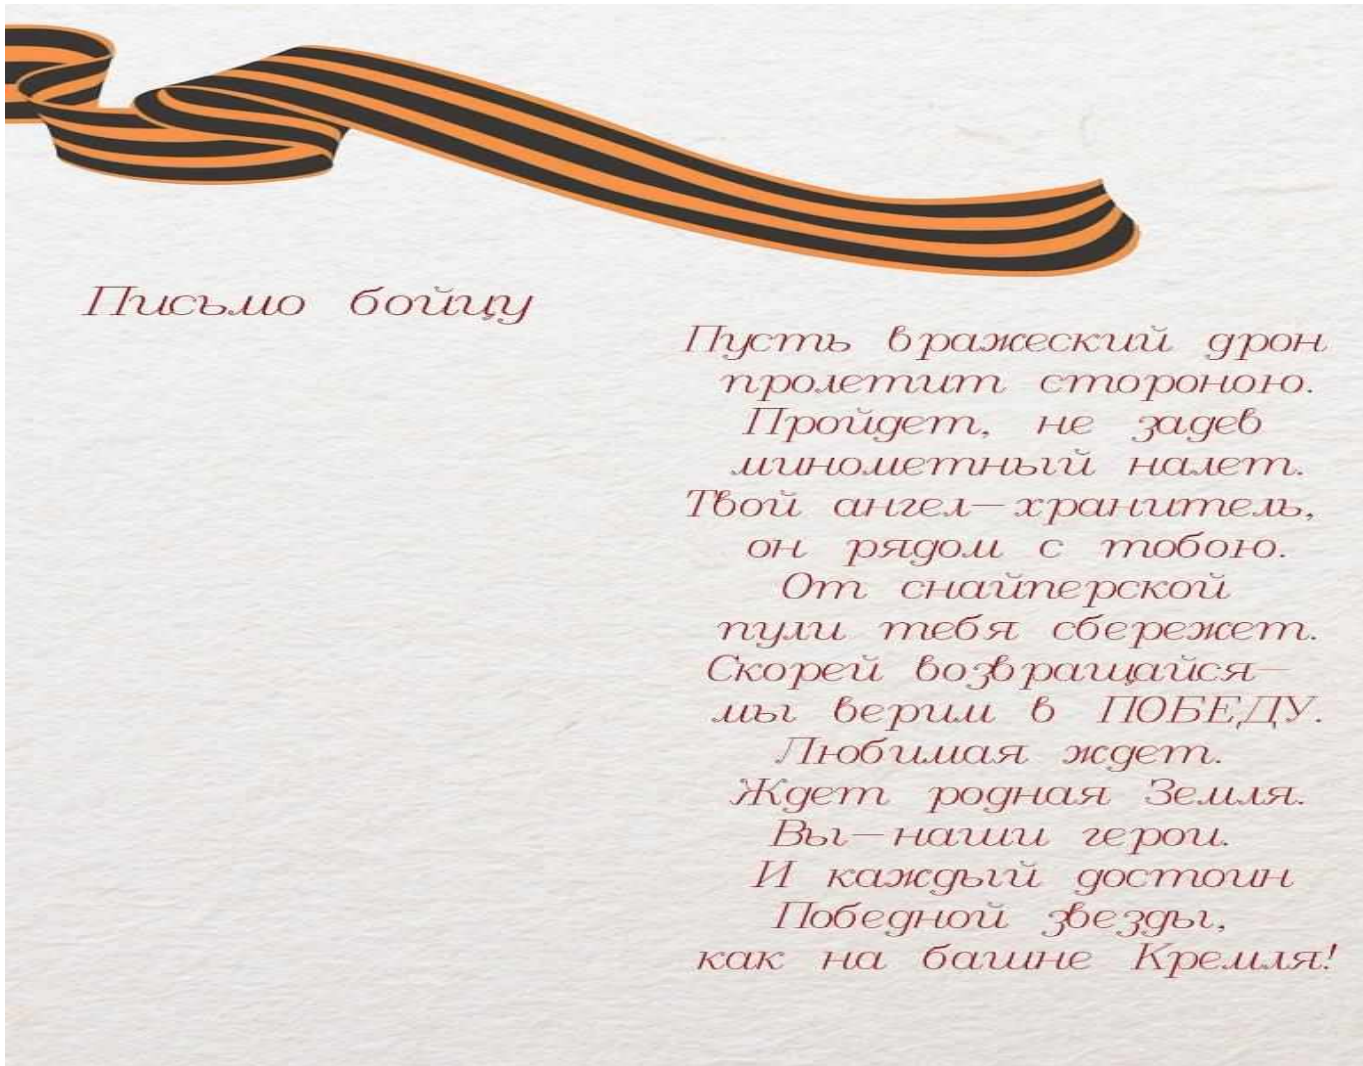 Письмо бойцу
Пусть вражеский дрон
пролетит стороною.
Пройдет, не задев
минометный налет.
Твой ангел-хранитель,
он рядом с тобою.
От снайперской
пули тебя сбережет.
Скорей возвращайся-
мы верим в ПОБЕДУ.
Любимая ждет.
Ждет родная Земля.
Вы-наши герои.
И каждый достоин
Победной звезды,
как на башне Кремля!